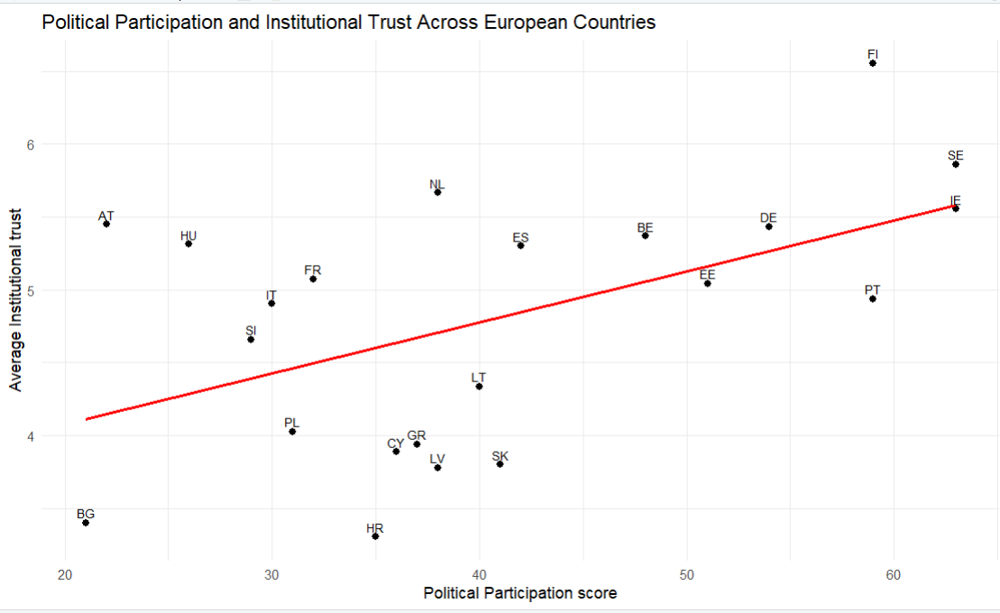 Political Participation and Institutional Trust Across European Countries
FI
6
SE
NL
IE
AT
DE
BE
HU
ES
FR
EE
5
PT
IT
SI
LT
PL
4
GR
CY
LV
SK
BG
HR
20 30 40 50 60
Political Participation score
Average Institutional trust